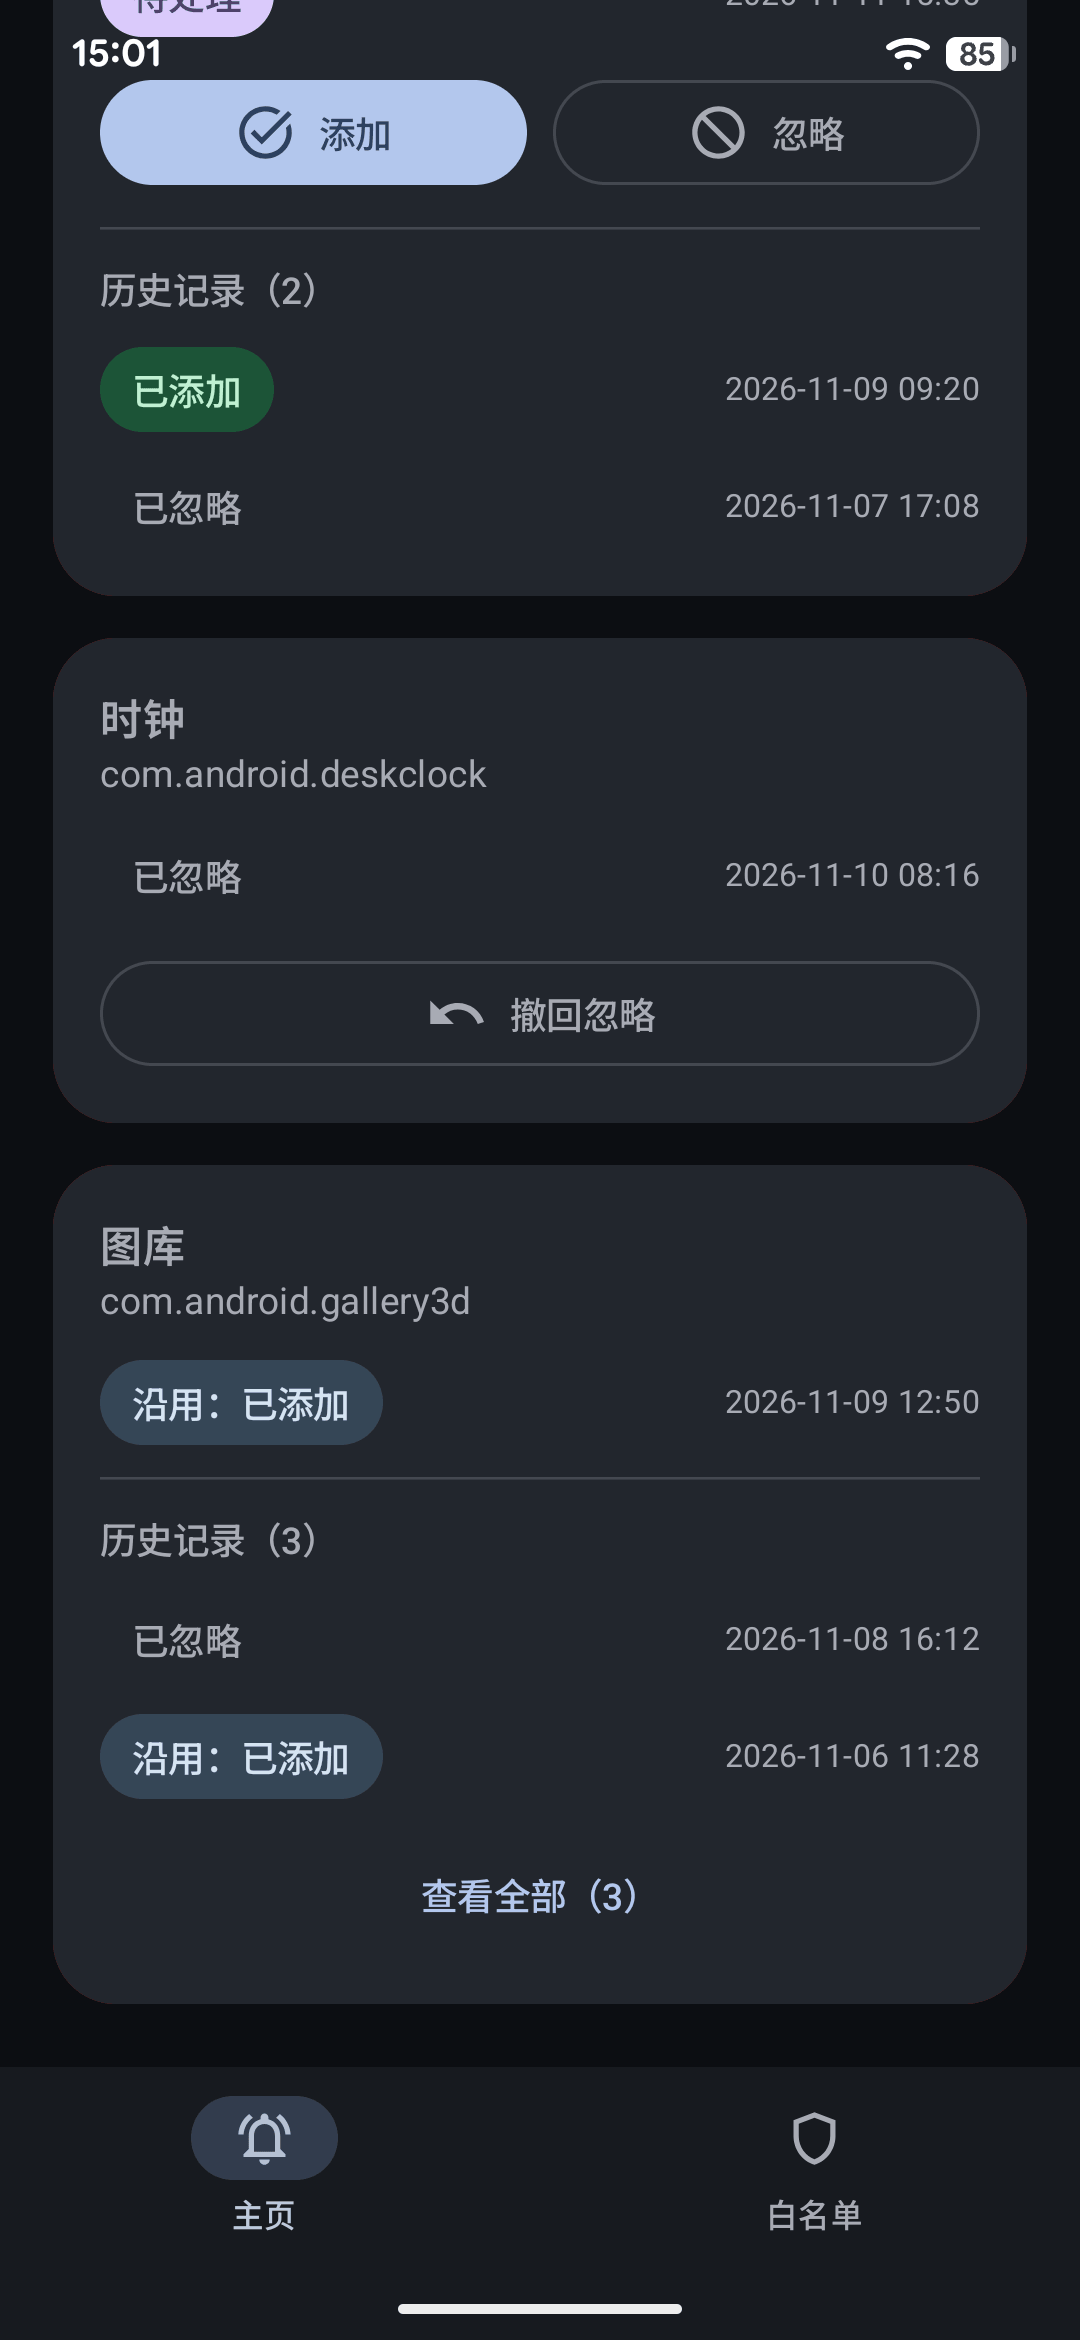 待处理
15:01
85
添加
忽略
历史记录（2）
已添加
2026-11-09 09:20
已忽略
2026-11-07 17:08
时钟
com.android.deskclock
已忽略
2026-11-10 08:16
撤回忽略
图库
com.android.gallery3d
沿用：已添加
2026-11-09 12:50
历史记录（3）
已忽略
2026-11-08 16:12
沿用：已添加
2026-11-06 11:28
查看全部（3）
主页
白名单